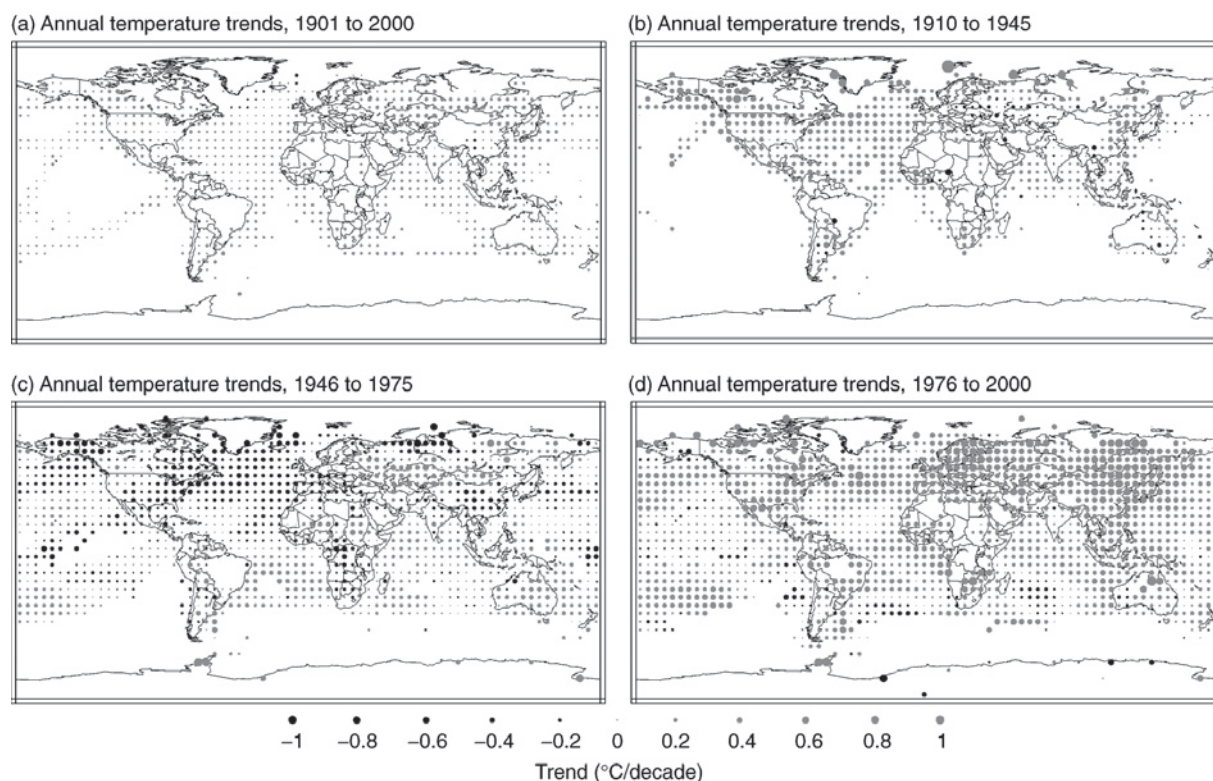 (a) Annual temperature trends, 1901 to 2000
(b) Annual temperature trends, 1910 to 1945
(c) Annual temperature trends, 1946 to 1975
(d) Annual temperature trends, 1976 to 2000
−1 −0.8 −0.6 −0.4 −0.2 0 0.2 0.4 0.6 0.8 1
Trend (°C/decade)